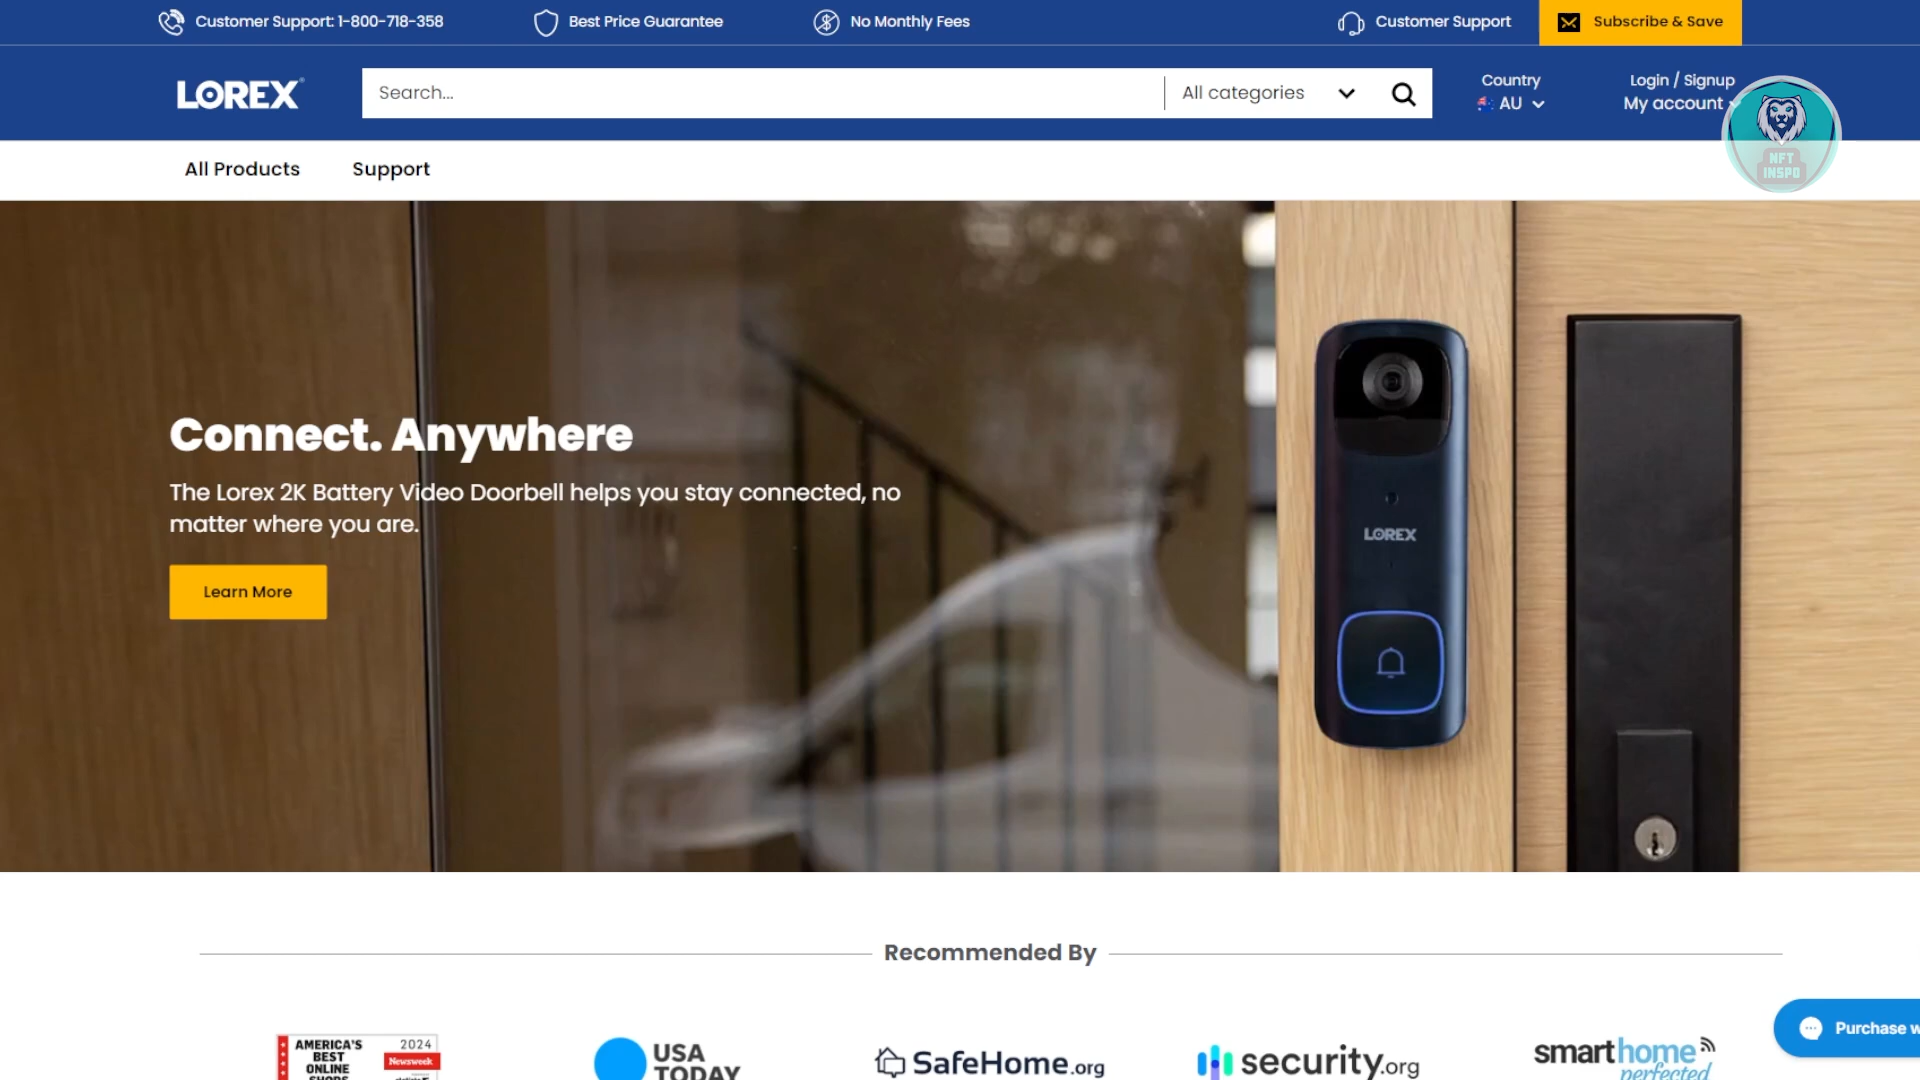 Customer Support: 1-800-718-358
Best Price Guarantee
No Monthly Fees
Customer Support
Subscribe & Save
LOREX
Search...
All categories
Country
AU
Login / Signup
My account
NFT
INSPO
All Products
Support
Connect. Anywhere
The Lorex 2K Battery Video Doorbell helps you stay connected, no
matter where you are.
Learn More
LOREX
Recommended By
AMERICA'S
BEST
ONLINE
2024
Newsweek
USA
TODAY
SafeHome.org
security.org
smarthome
perfected
Purchase